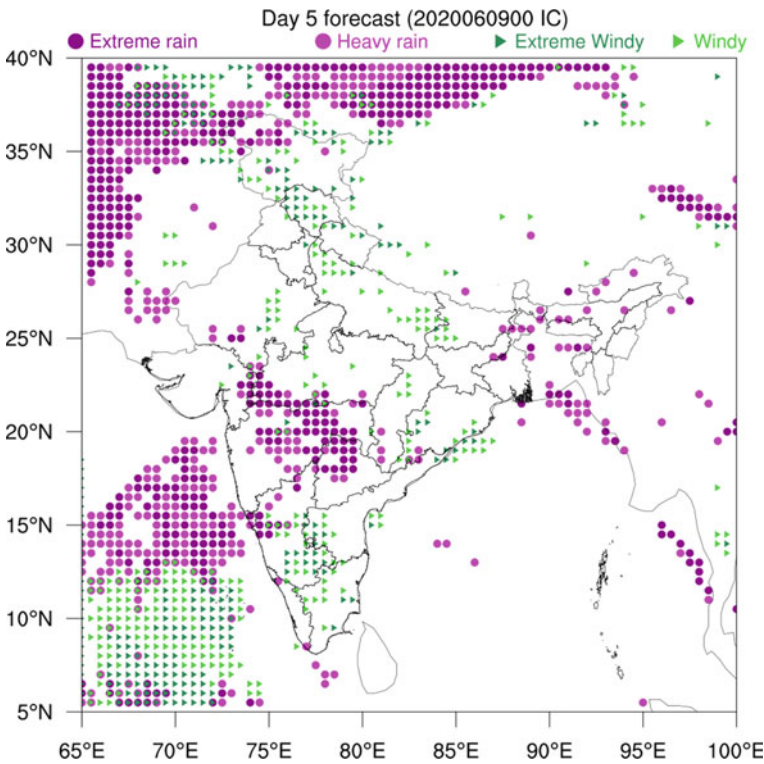 Day 5 forecast (2020060900 IC)
Extreme rain Heavy rain Extreme Windy Windy
40°N
35°N
30°N
25°N
20°N
15°N
10°N
5°N
65°E 70°E 75°E 80°E 85°E 90°E 95°E 100°E